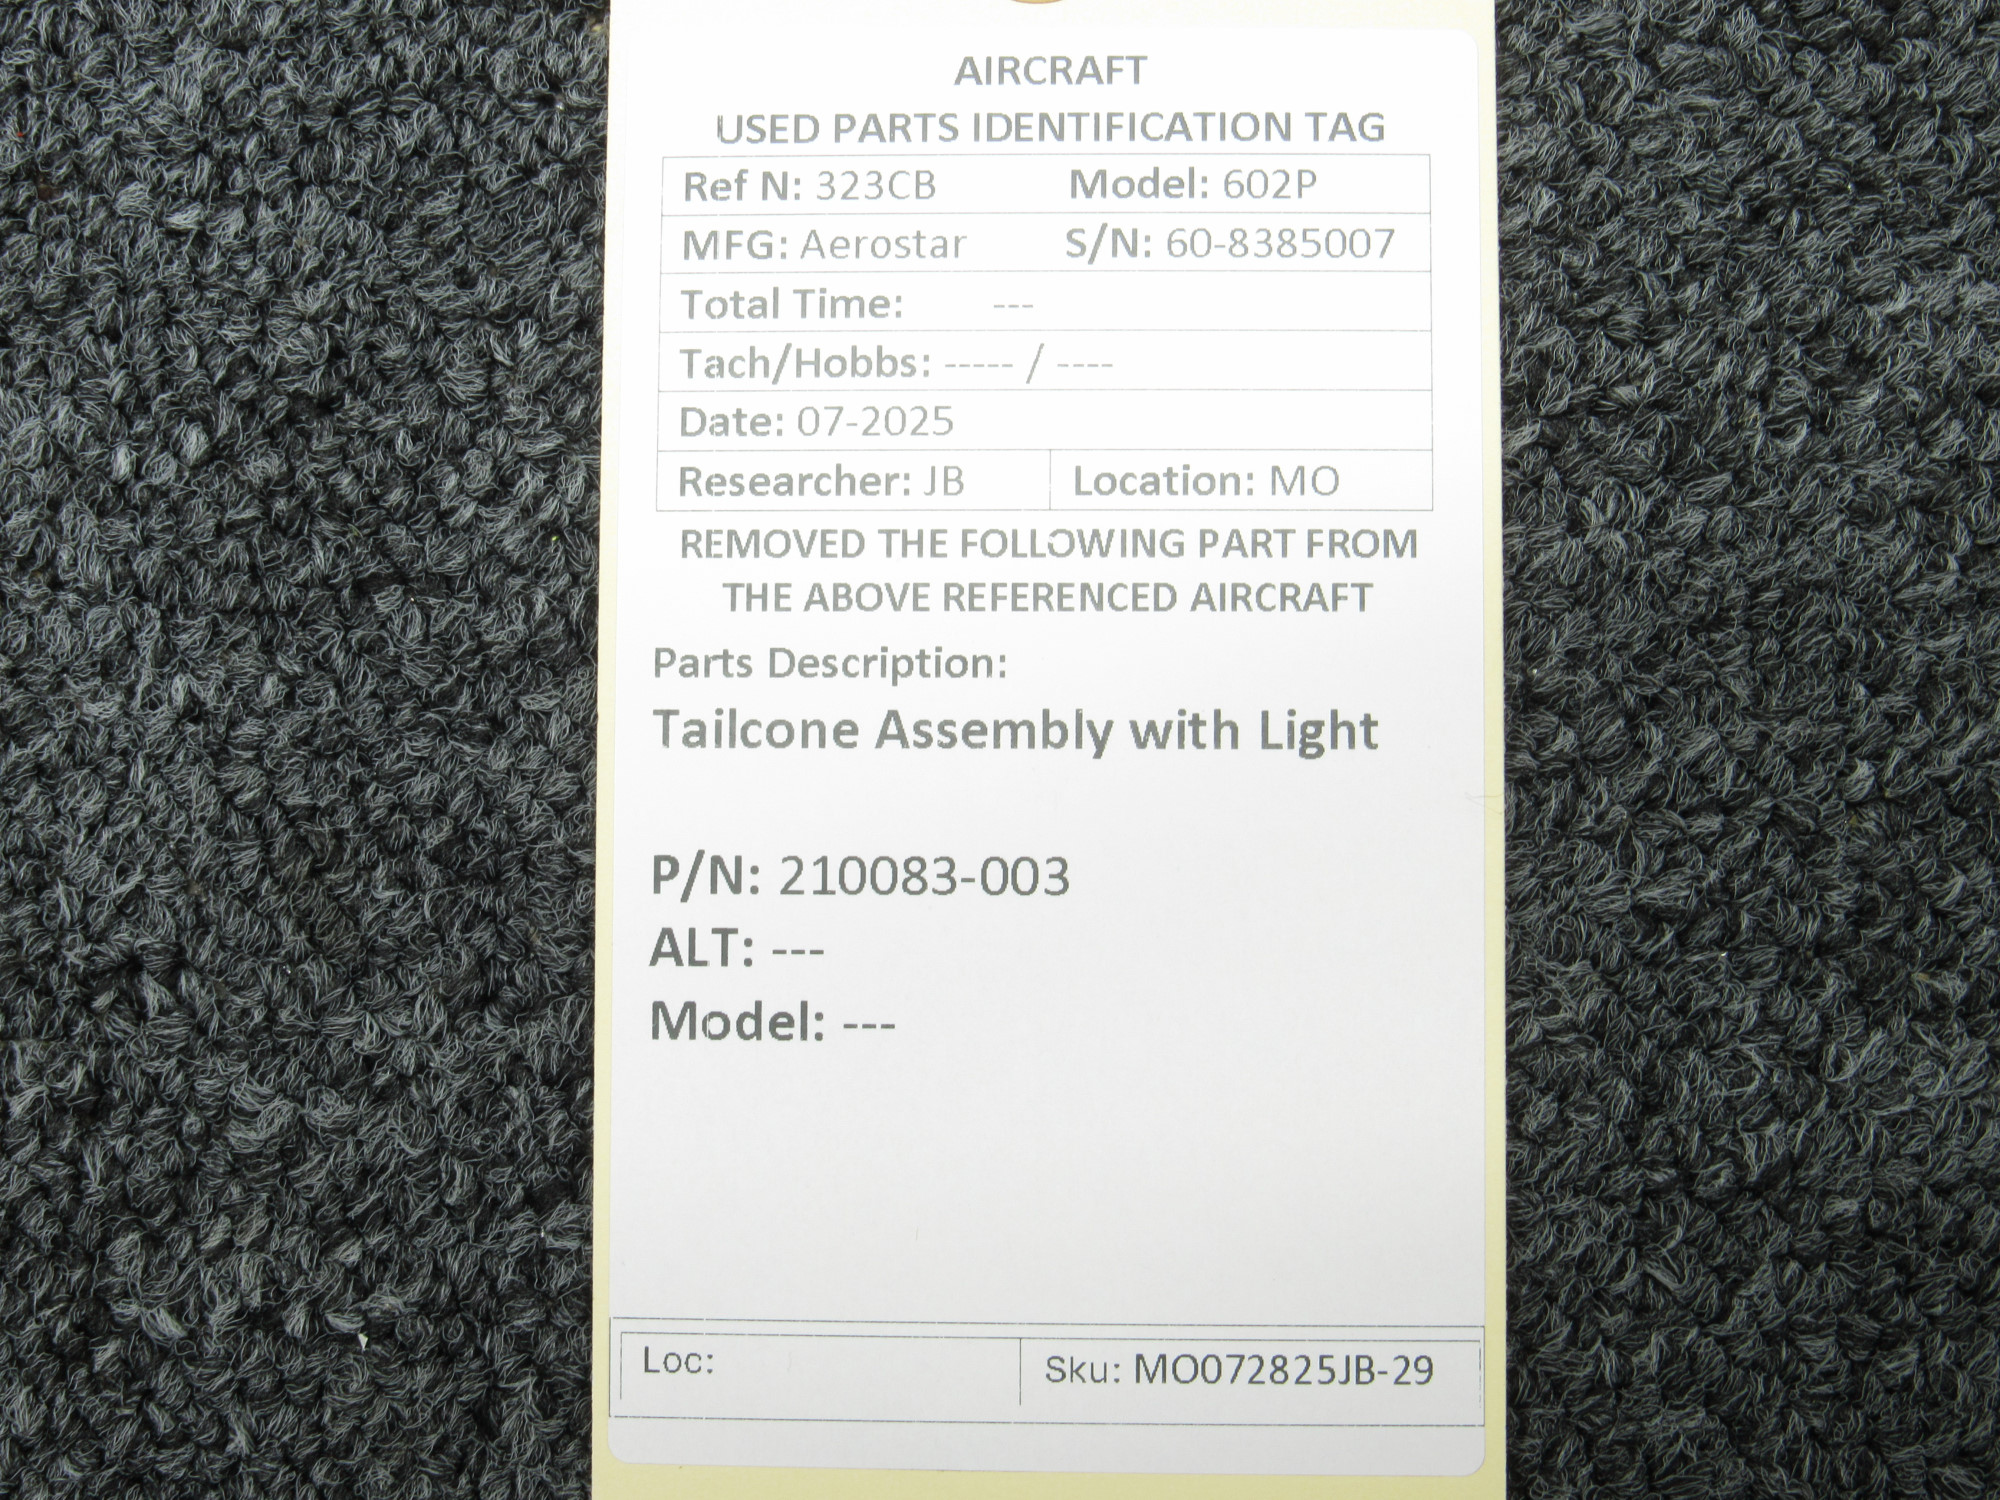 AIRCRAFT
USED PARTS IDENTIFICATION TAG
Ref N: 323CB Model: 602P
MFG: Aerostar S/N: 60-8385007
Total Time: ---
Tach/Hobbs: ----- / ----
Date: 07-2025
Researcher: JB Location: MO
REMOVED THE FOLLOWING PART FROM
THE ABOVE REFERENCED AIRCRAFT
Parts Description:
Tailcone Assembly with Light
P/N: 210083-003
ALT: ---
Model: ---
Loc: Sku: MO072825JB-29